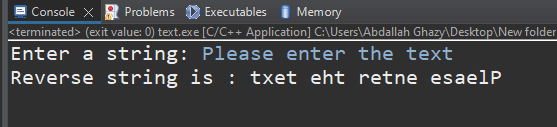 Console Problems Executables Memory
<terminated> (exit value: 0) text.exe [C/C++ Application] C:\Users\Abdallah Ghazy\Desktop\New folder
Enter a string: Please enter the text
Reverse string is : txet eht retne esaelP